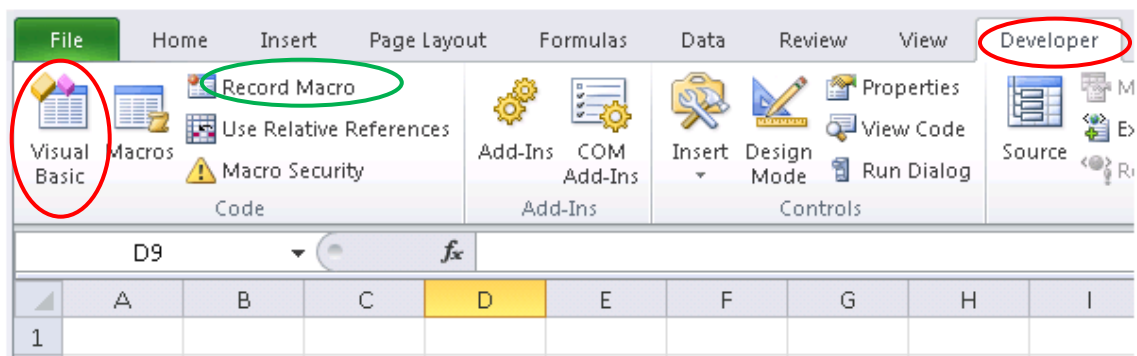 File Home Insert Page Layout Formulas Data Review View Developer
Record Macro Properties
Use Relative References View Code
Visual Basic Macros Add-Ins COM Add-Ins Insert Design Mode Source
Macro Security Run Dialog
Code Add-Ins Controls
D9 fx
A B C D E F G H I
1